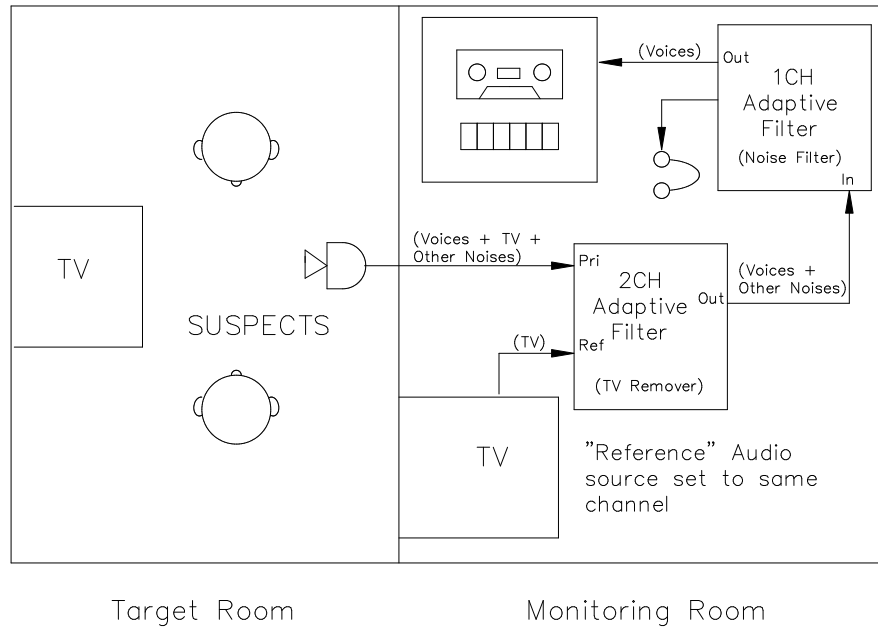 (Voices)
Out
1CH
Adaptive
Filter
(Noise Filter)
In
TV
SUSPECTS
(Voices + TV +
Other Noises)
Pri
2CH
Adaptive
Filter
Out
(Voices +
Other Noises)
(TV)
Ref
(TV Remover)
TV
"Reference" Audio
source set to same
channel
Target Room
Monitoring Room